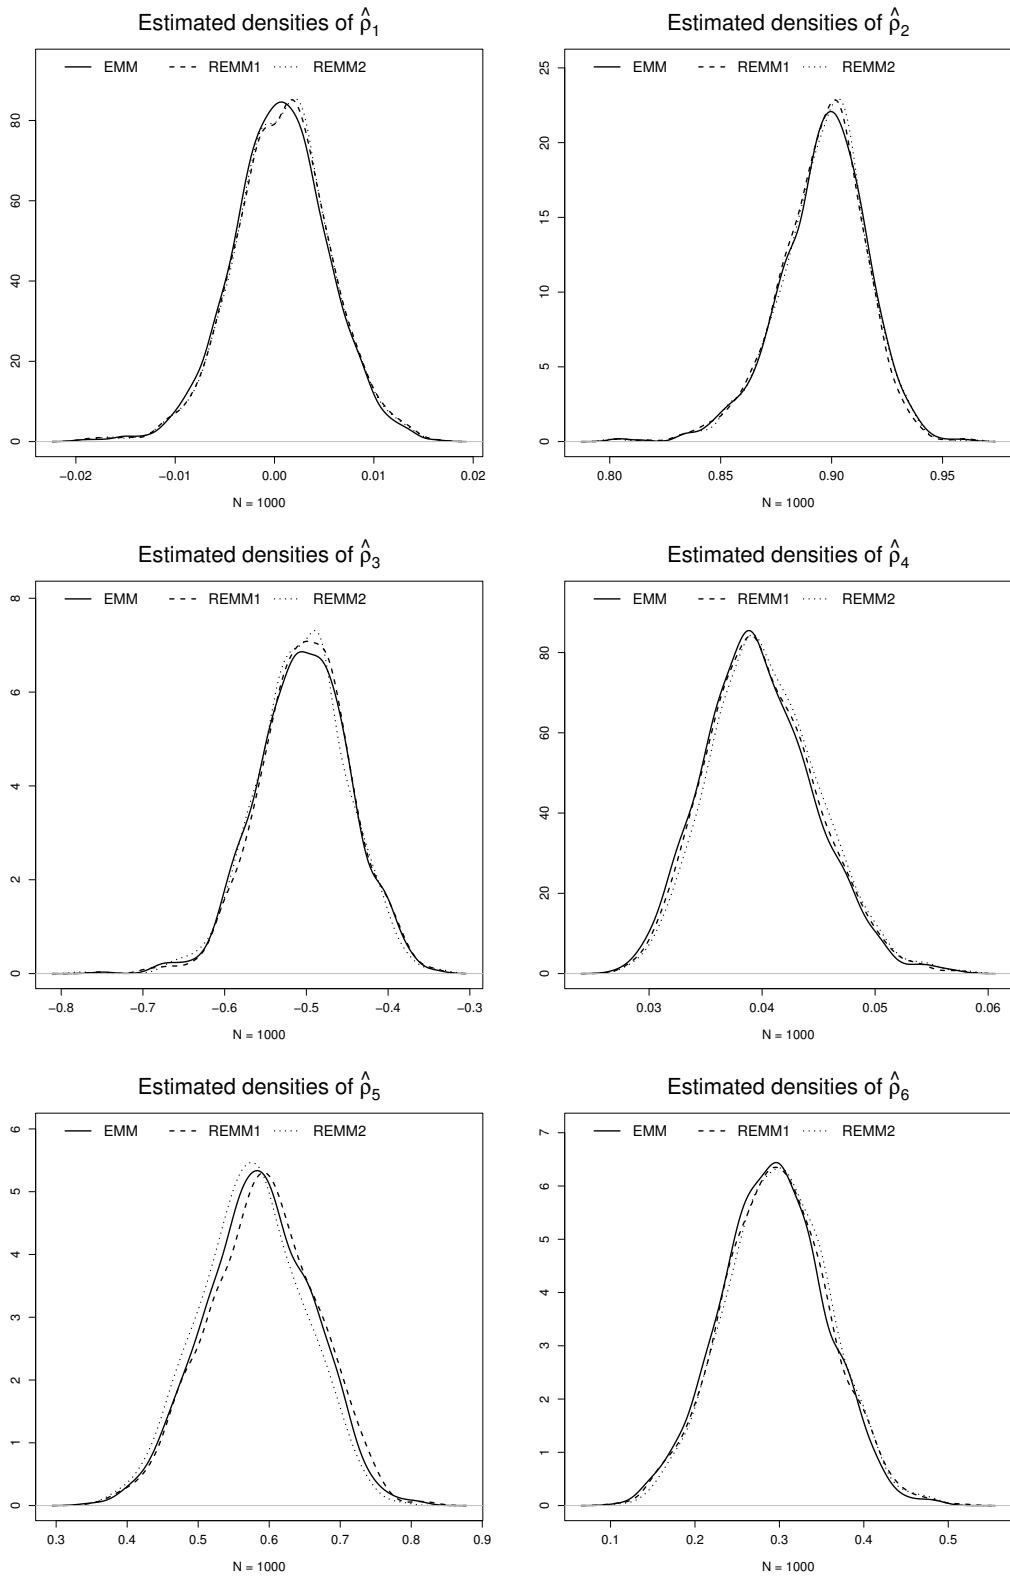 Estimated densities of ρ̂₁
EMM REMM1 REMM2
0 20 40 60 80
−0.02 −0.01 0.00 0.01 0.02
N = 1000
Estimated densities of ρ̂₂
EMM REMM1 REMM2
0 5 10 15 20 25
0.80 0.85 0.90 0.95
N = 1000
Estimated densities of ρ̂₃
EMM REMM1 REMM2
0 2 4 6 8
−0.8 −0.7 −0.6 −0.5 −0.4 −0.3
N = 1000
Estimated densities of ρ̂₄
EMM REMM1 REMM2
0 20 40 60 80
0.03 0.04 0.05 0.06
N = 1000
Estimated densities of ρ̂₅
EMM REMM1 REMM2
0 1 2 3 4 5 6
0.3 0.4 0.5 0.6 0.7 0.8 0.9
N = 1000
Estimated densities of ρ̂₆
EMM REMM1 REMM2
0 1 2 3 4 5 6 7
0.1 0.2 0.3 0.4 0.5
N = 1000